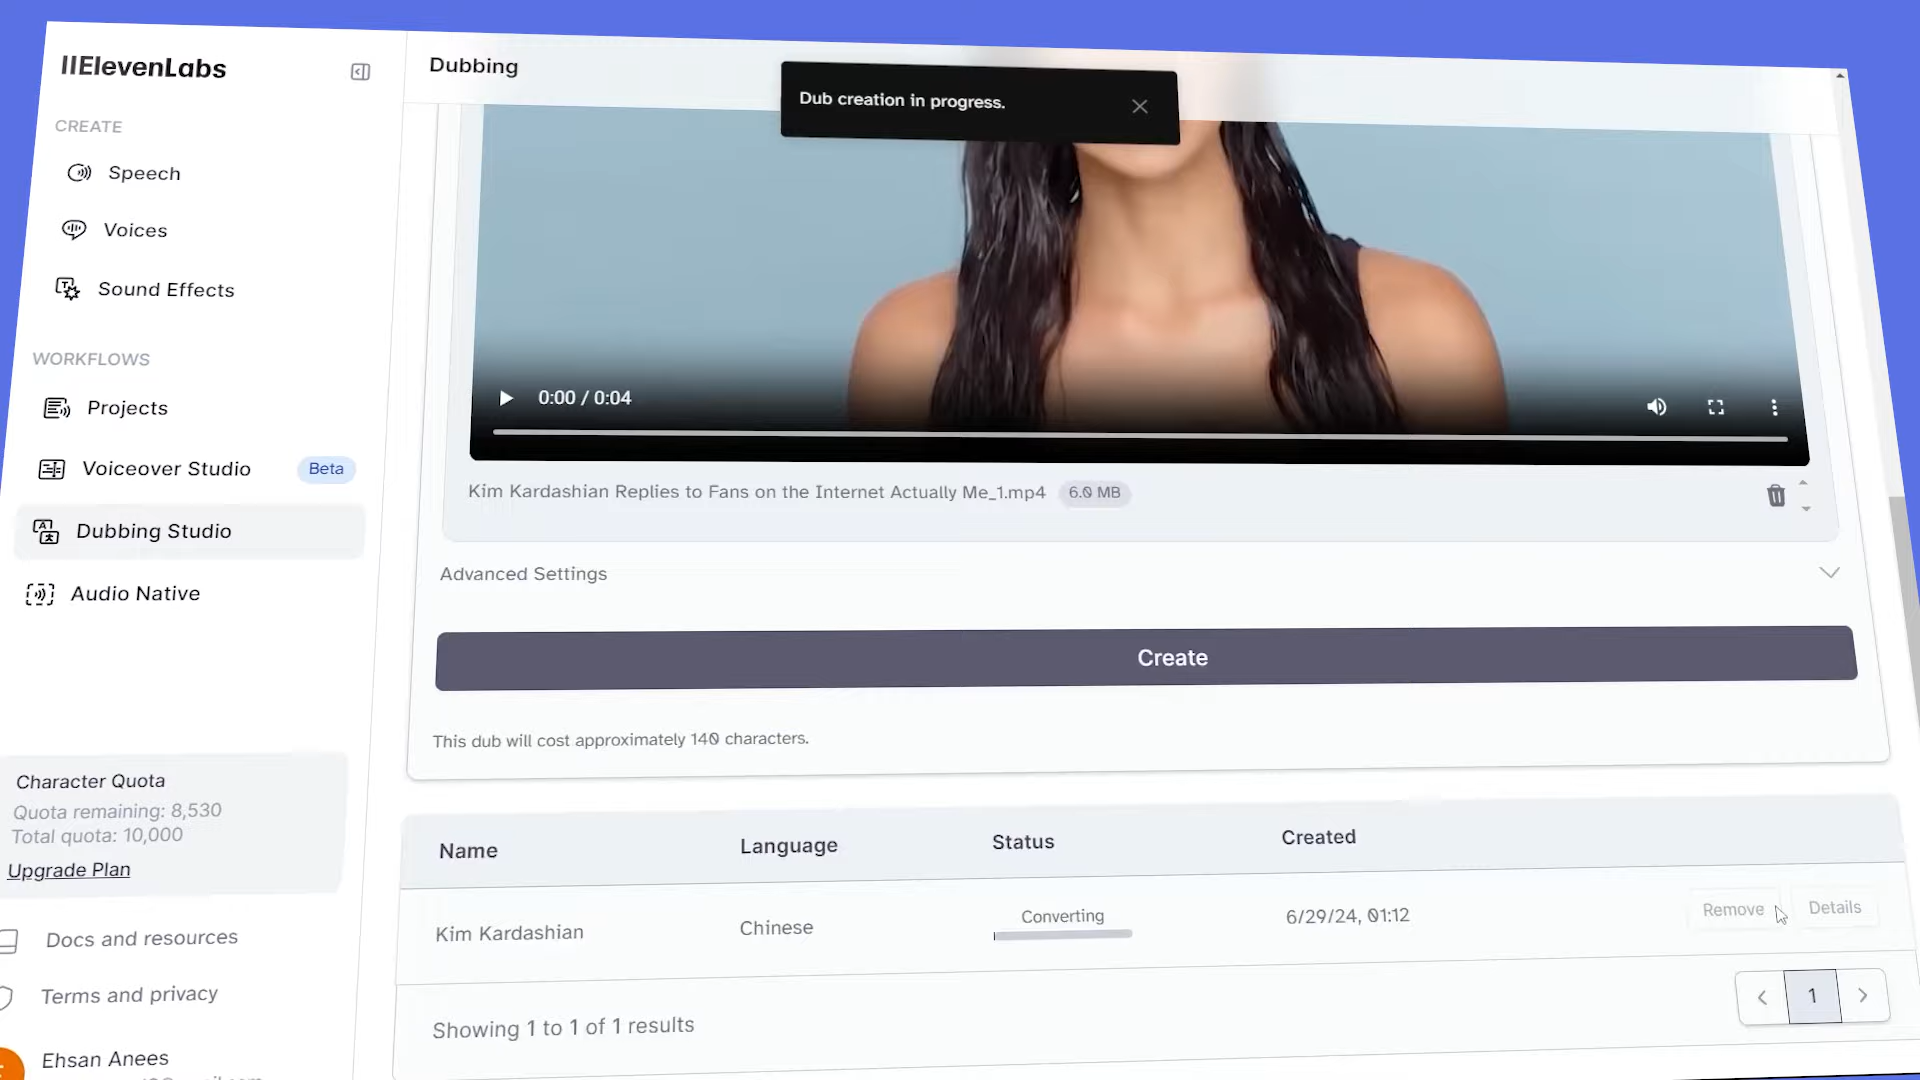 IIElevenLabs
CREATE
Speech
Voices
Sound Effects
WORKFLOWS
Projects
Voiceover Studio Beta
Dubbing Studio
Audio Native
Character Quota
Quota remaining: 8,530
Total quota: 10,000
Upgrade Plan
Docs and resources
Terms and privacy
Ehsan Anees
Dubbing
Dub creation in progress.
0:00 / 0:04
Kim Kardashian Replies to Fans on the Internet Actually Me_1.mp4 6.0 MB
Advanced Settings
Create
This dub will cost approximately 140 characters.
Name Language Status Created
Kim Kardashian Chinese Converting 6/29/24, 01:12 Remove Details
Showing 1 to 1 of 1 results
1